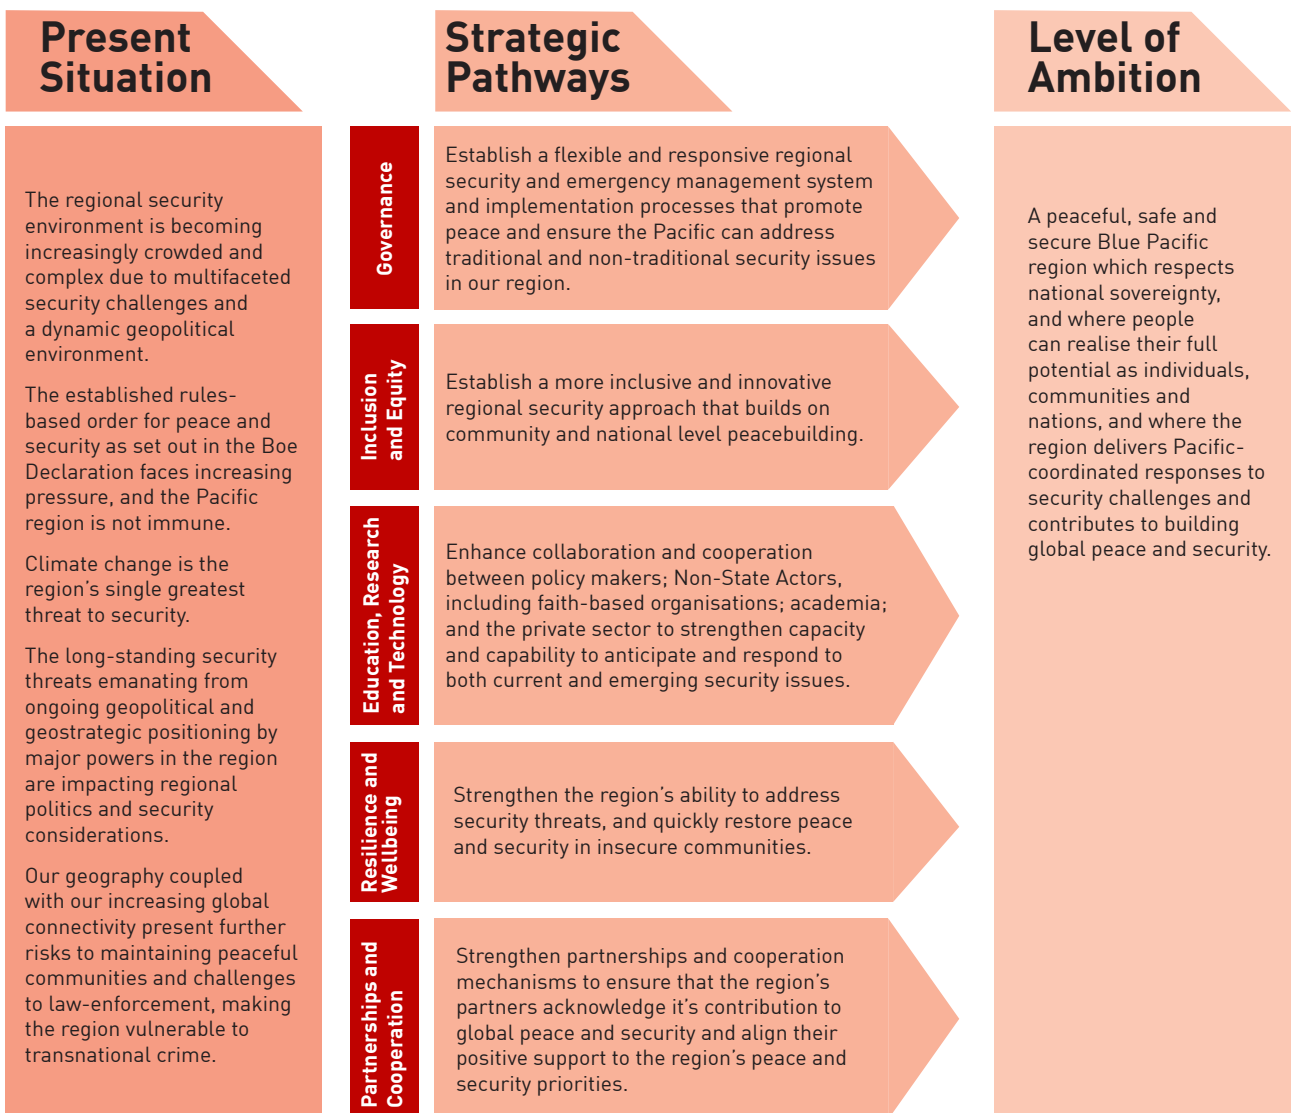 Present
Situation
The regional security
environment is becoming
increasingly crowded and
complex due to multifaceted
security challenges and
a dynamic geopolitical
environment.
The established rules-
based order for peace and
security as set out in the Boe
Declaration faces increasing
pressure, and the Pacific
region is not immune.
Climate change is the
region's single greatest
threat to security.
The long-standing security
threats emanating from
ongoing geopolitical and
geostrategic positioning by
major powers in the region
are impacting regional
politics and security
considerations.
Our geography coupled
with our increasing global
connectivity present further
risks to maintaining peaceful
communities and challenges
to law-enforcement, making
the region vulnerable to
transnational crime.
Strategic
Pathways
Governance
Establish a flexible and responsive regional
security and emergency management system
and implementation processes that promote
peace and ensure the Pacific can address
traditional and non-traditional security issues
in our region.
Inclusion
and Equity
Establish a more inclusive and innovative
regional security approach that builds on
community and national level peacebuilding.
Education, Research
and Technology
Enhance collaboration and cooperation
between policy makers; Non-State Actors,
including faith-based organisations; academia;
and the private sector to strengthen capacity
and capability to anticipate and respond to
both current and emerging security issues.
Resilience and
Wellbeing
Strengthen the region's ability to address
security threats, and quickly restore peace
and security in insecure communities.
Partnerships and
Cooperation
Strengthen partnerships and cooperation
mechanisms to ensure that the region's
partners acknowledge it's contribution to
global peace and security and align their
positive support to the region's peace and
security priorities.
Level of
Ambition
A peaceful, safe and
secure Blue Pacific
region which respects
national sovereignty,
and where people
can realise their full
potential as individuals,
communities and
nations, and where the
region delivers Pacific-
coordinated responses to
security challenges and
contributes to building
global peace and security.